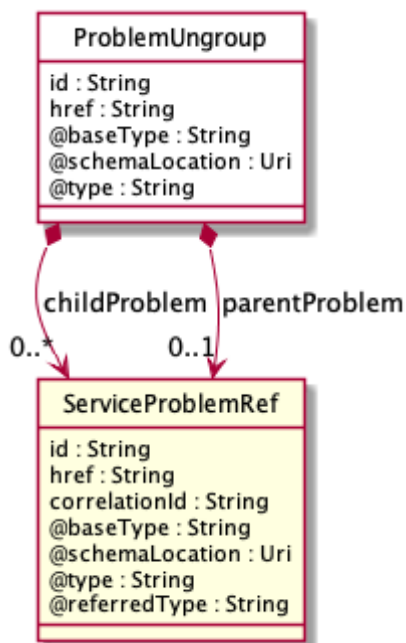 ProblemUngroup
id : String
href : String
@baseType : String
@schemaLocation : Uri
@type : String
childProblem
parentProblem
0..*
0..1
ServiceProblemRef
id : String
href : String
correlationId : String
@baseType : String
@schemaLocation : Uri
@type : String
@referredType : String